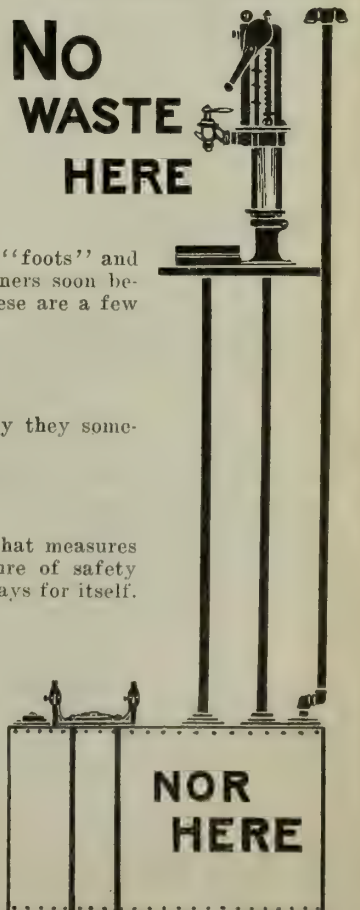 NO
WASTE
HERE
"foots" and
ners soon be-
ese are a few
y they some-
hat measures
re of safety
ays for itself.
NOR
HERE